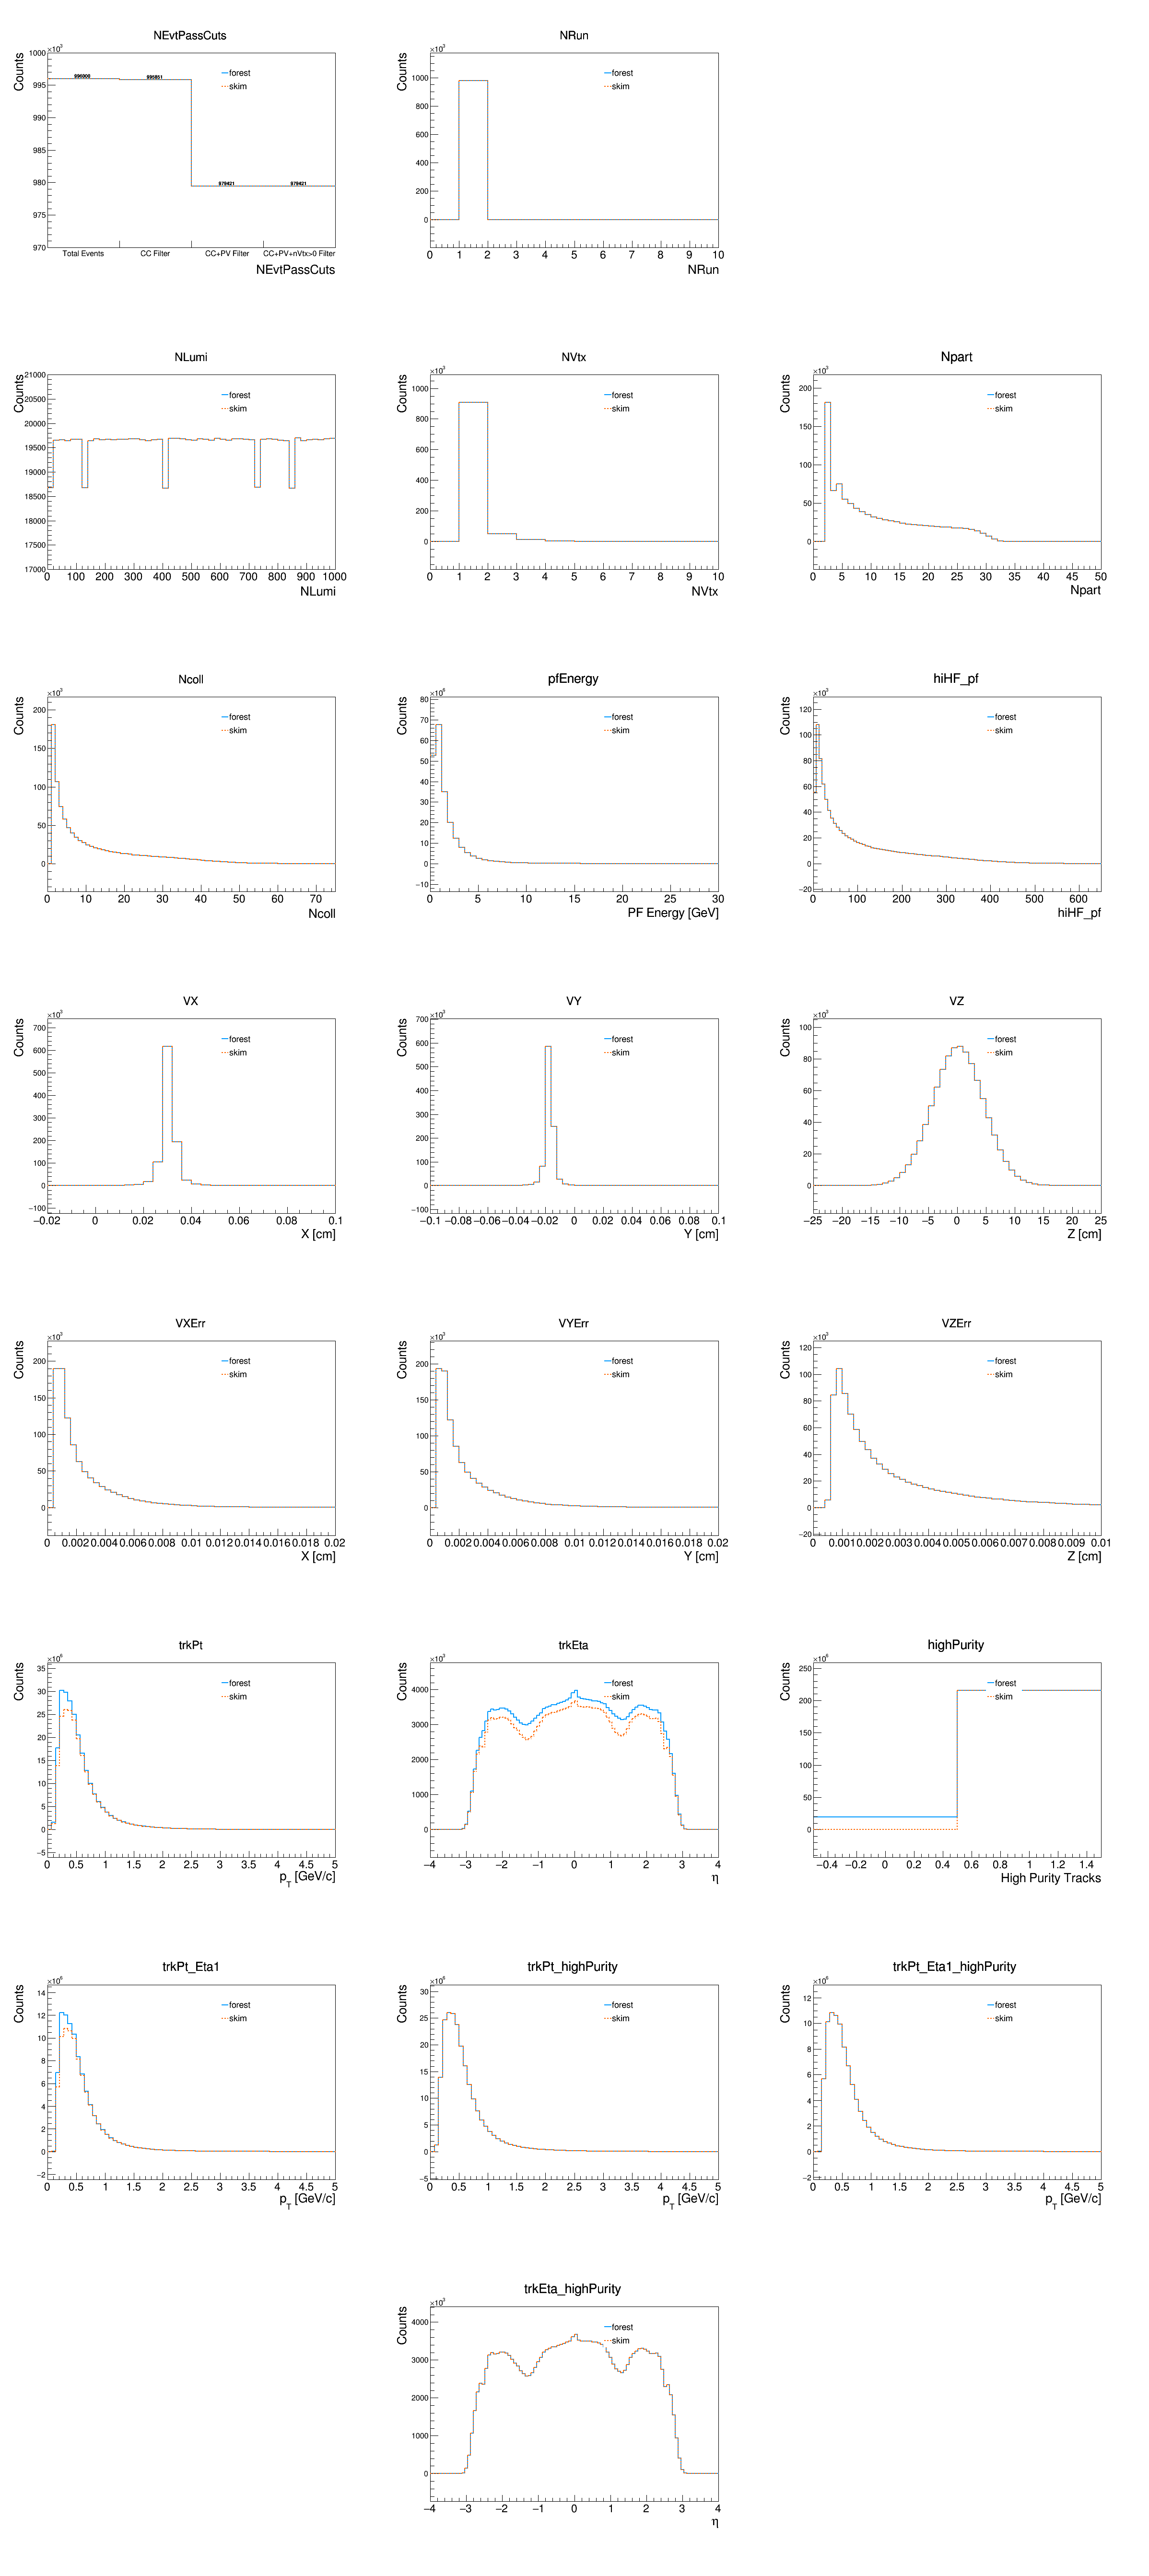 NEvtPassCuts
Counts
×10³
1000
995
990
985
980
975
970
995851
979421
979421
forest
skim
Total Events
CC Filter
CC+PV Filter
CC+PV+nVtx>0 Filter
NEvtPassCuts
NRun
Counts
×10³
1000
800
600
400
200
0
forest
skim
0 1 2 3 4 5 6 7 8 9 10
NRun
NLumi
Counts
21000
20500
20000
19500
19000
18500
18000
17500
17000
forest
skim
0 100 200 300 400 500 600 700 800 900 1000
NLumi
NVtx
Counts
×10³
1000
800
600
400
200
0
forest
skim
0 1 2 3 4 5 6 7 8 9 10
NVtx
Npart
Counts
×10³
200
150
100
50
0
forest
skim
0 5 10 15 20 25 30 35 40 45 50
Npart
Ncoll
Counts
×10³
200
150
100
50
0
forest
skim
0 10 20 30 40 50 60 70
Ncoll
pfEnergy
Counts
×10⁶
80
70
60
50
40
30
20
10
0
−10
forest
skim
0 5 10 15 20 25 30
PF Energy [GeV]
hiHF_pf
Counts
×10³
120
100
80
60
40
20
0
−20
forest
skim
0 100 200 300 400 500 600
hiHF_pf
VX
Counts
×10³
700
600
500
400
300
200
100
0
−100
forest
skim
−0.02 0 0.02 0.04 0.06 0.08 0.1
X [cm]
VY
Counts
×10³
700
600
500
400
300
200
100
0
−100
forest
skim
−0.1 −0.08 −0.06 −0.04 −0.02 0 0.02 0.04 0.06 0.08 0.1
Y [cm]
VZ
Counts
×10³
100
80
60
40
20
0
forest
skim
−25 −20 −15 −10 −5 0 5 10 15 20 25
Z [cm]
VXErr
Counts
×10³
200
150
100
50
0
forest
skim
0 0.002 0.004 0.006 0.008 0.01 0.012 0.014 0.016 0.018 0.02
X [cm]
VYErr
Counts
×10³
200
150
100
50
0
forest
skim
0 0.002 0.004 0.006 0.008 0.01 0.012 0.014 0.016 0.018 0.02
Y [cm]
VZErr
Counts
×10³
120
100
80
60
40
20
0
−20
forest
skim
0 0.001 0.002 0.003 0.004 0.005 0.006 0.007 0.008 0.009 0.01
Z [cm]
trkPt
Counts
×10⁶
35
30
25
20
15
10
5
0
−5
forest
skim
0 0.5 1 1.5 2 2.5 3 3.5 4 4.5 5
p_T [GeV/c]
trkEta
Counts
×10³
4000
3000
2000
1000
0
forest
skim
−4 −3 −2 −1 0 1 2 3 4
η
highPurity
Counts
×10⁶
250
200
150
100
50
0
forest
skim
−0.4 −0.2 0 0.2 0.4 0.6 0.8 1 1.2 1.4
High Purity Tracks
trkPt_Eta1
Counts
×10⁶
14
12
10
8
6
4
2
0
−2
forest
skim
0 0.5 1 1.5 2 2.5 3 3.5 4 4.5 5
p_T [GeV/c]
trkPt_highPurity
Counts
×10⁶
30
25
20
15
10
5
0
−5
forest
skim
0 0.5 1 1.5 2 2.5 3 3.5 4 4.5 5
p_T [GeV/c]
trkPt_Eta1_highPurity
Counts
×10⁶
12
10
8
6
4
2
0
−2
forest
skim
0 0.5 1 1.5 2 2.5 3 3.5 4 4.5 5
p_T [GeV/c]
trkEta_highPurity
Counts
×10³
4000
3000
2000
1000
0
forest
skim
−4 −3 −2 −1 0 1 2 3 4
η